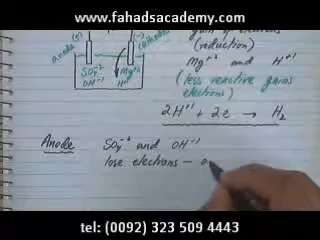 www.fahadsacademy.com
gain of electrons
(reduction)
anode (+)
(-) cathode
Mg+2 and H+1
SO4-2 Mg+2
OH-1 H+
(less reactive gains
electrons)
2H+1 + 2e → H2
Anode SO4-2 and OH-1
lose electrons –
tel: (0092) 323 509 4443